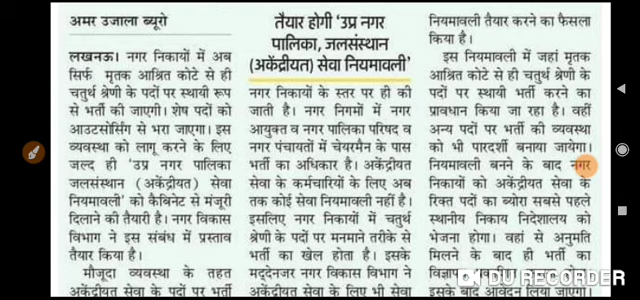 अमर उजाला ब्यूरो
लखनऊ। नगर निकायों में अब
सिर्फ मृतक आश्रित कोटे से ही
चतुर्थ श्रेणी के पदों पर स्थायी रूप
से भर्ती की जाएगी। शेष पदों को
आउटसोर्सिंग से भरा जाएगा। इस
व्यवस्था को लागू करने के लिए
जल्द ही 'उप्र नगर पालिका
जलसंस्थान (अकेंद्रीयत) सेवा
नियमावली' को कैबिनेट से मंजूरी
दिलाने की तैयारी है। नगर विकास
विभाग ने इस संबंध में प्रस्ताव
तैयार किया है।
मौजूदा व्यवस्था के तहत
अकेंद्रीयत सेवा के पदों पर भर्ती
तैयार होगी 'उप्र नगर
पालिका, जलसंस्थान
(अकेंद्रीयत) सेवा नियमावली'
नगर निकायों के स्तर पर ही की
जाती है। नगर निगमों में नगर
आयुक्त व नगर पालिका परिषद व
नगर पंचायतों में चेयरमैन के पास
भर्ती का अधिकार है। अकेंद्रीयत
सेवा के कर्मचारियों के लिए अब
तक कोई सेवा नियमावली नहीं है।
इसलिए नगर निकायों में चतुर्थ
श्रेणी के पदों पर मनमाने तरीके से
भर्ती का खेल होता है। इसके
मद्देनजर नगर विकास विभाग ने
अकेंद्रीयत सेवा के लिए भी सेवा
नियमावली तैयार करने का फैसला
किया है।
इस नियमावली में जहां मृतक
आश्रित कोटे से ही चतुर्थ श्रेणी के
पदों पर स्थायी भर्ती करने का
प्रावधान किया जा रहा है। वहीं
अन्य पदों पर भर्ती की व्यवस्था
को भी पारदर्शी बनाया जायेगा।
नियमावली बनने के बाद नगर
निकायों को अकेंद्रीयत सेवा के
रिक्त पदों का ब्योरा सबसे पहले
स्थानीय निकाय निदेशालय को
भेजना होगा। वहां से अनुमति
मिलने के बाद ही भर्ती का
DU RECORDER
इसके बाद आवेदन लिए जाएंगे।